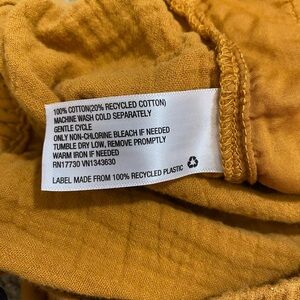 100% COTTON(20% RECYCLED COTTON)
MACHINE WASH COLD SEPARATELY
GENTLE CYCLE
ONLY NON-CHLORINE BLEACH IF NEEDED
TUMBLE DRY LOW, REMOVE PROMPTLY
WARM IRON IF NEEDED
RN17730 VN1343630
LABEL MADE FROM 100% RECYCLED PLASTIC